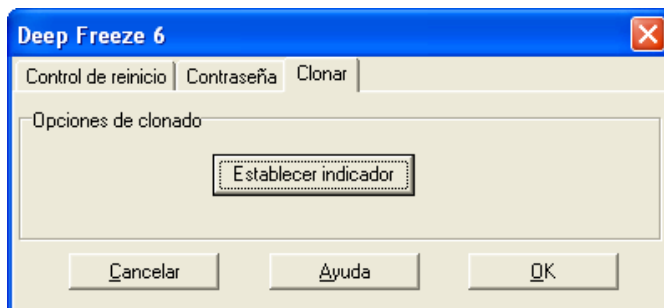 Deep Freeze 6
Control de reinicio Contraseña Clonar
Opciones de clonado
Establecer indicador
Cancelar Ayuda OK